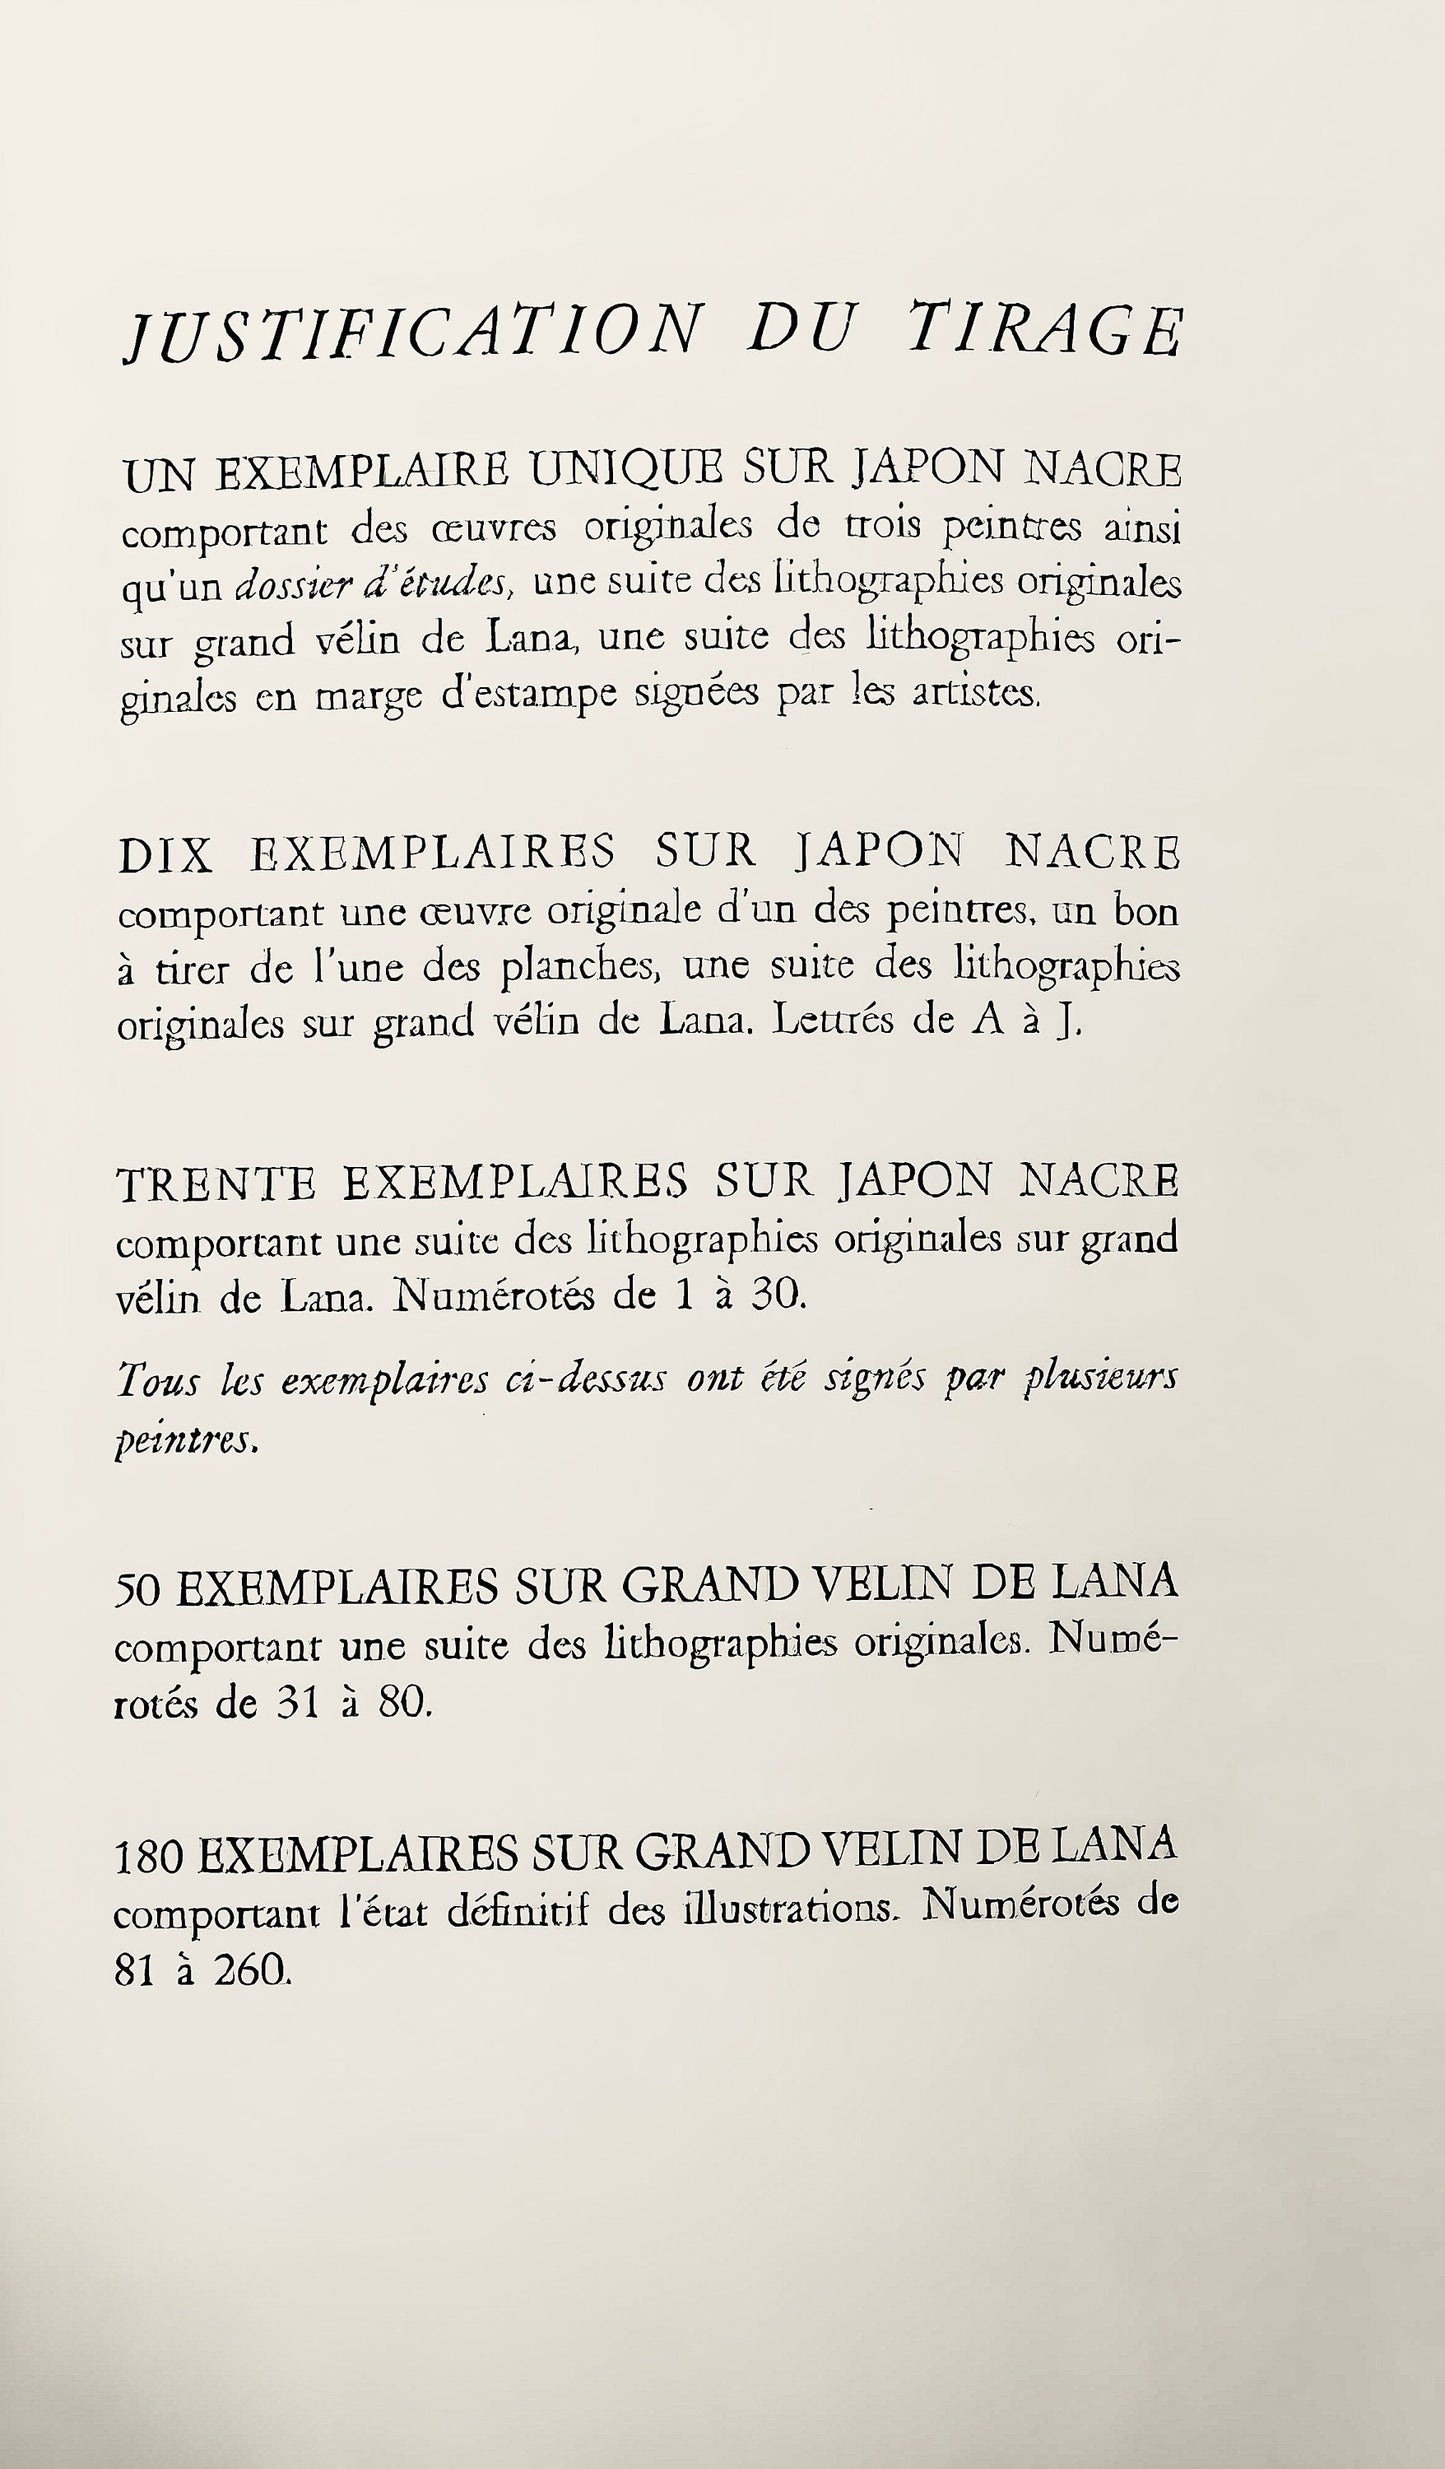 JUSTIFICATION DU TIRAGE
UN EXEMPLAIRE UNIQUE SUR JAPON NACRE
comportant des œuvres originales de trois peintres ainsi
qu'un dossier d'études, une suite des lithographies originales
sur grand vélin de Lana, une suite des lithographies ori-
ginales en marge d'estampe signées par les artistes.
DIX EXEMPLAIRES SUR JAPON NACRE
comportant une œuvre originale d'un des peintres, un bon
à tirer de l'une des planches, une suite des lithographies
originales sur grand vélin de Lana. Lettrés de A à J.
TRENTE EXEMPLAIRES SUR JAPON NACRE
comportant une suite des lithographies originales sur grand
vélin de Lana. Numérotés de 1 à 30.
Tous les exemplaires ci-dessus ont été signés par plusieurs
peintres.
50 EXEMPLAIRES SUR GRAND VELIN DE LANA
comportant une suite des lithographies originales. Numé-
rotés de 31 à 80.
180 EXEMPLAIRES SUR GRAND VELIN DE LANA
comportant l'état définitif des illustrations. Numérotés de
81 à 260.